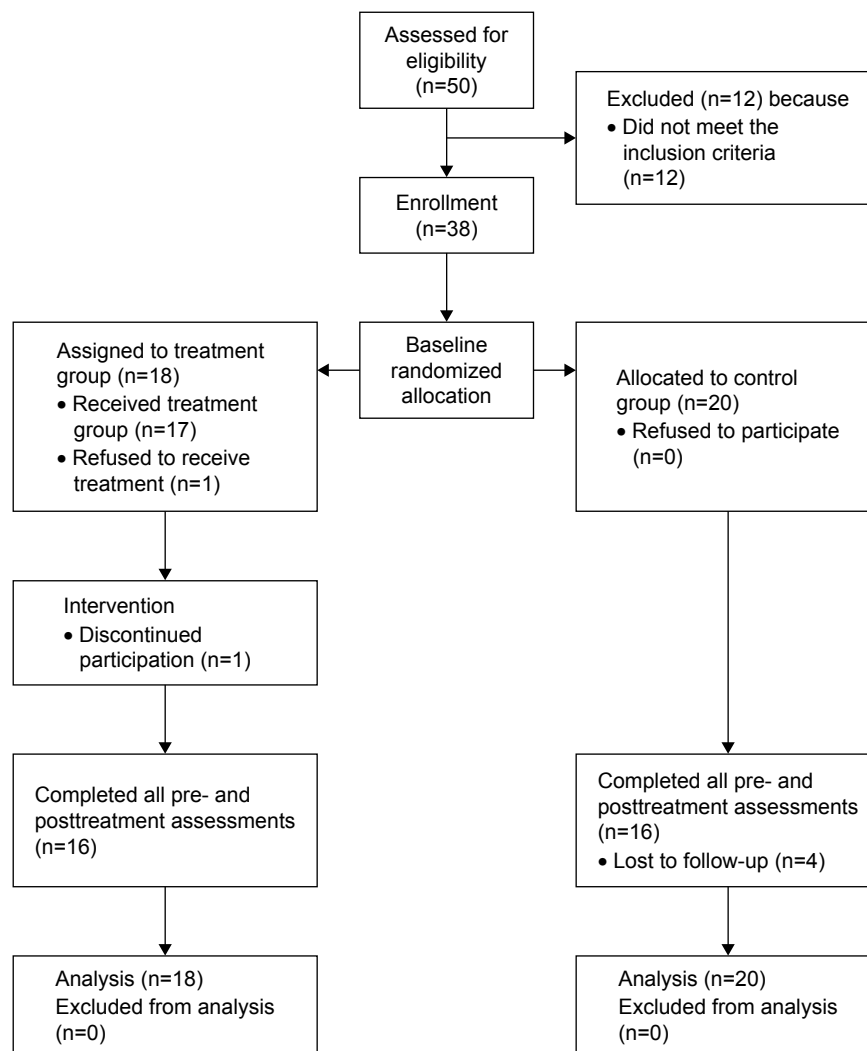 Assessed for
eligibility
(n=50)
Excluded (n=12) because
• Did not meet the
inclusion criteria
(n=12)
Enrollment
(n=38)
Baseline
randomized
allocation
Assigned to treatment
group (n=18)
• Received treatment
group (n=17)
• Refused to receive
treatment (n=1)
Allocated to control
group (n=20)
• Refused to participate
(n=0)
Intervention
• Discontinued
participation (n=1)
Completed all pre- and
posttreatment assessments
(n=16)
Completed all pre- and
posttreatment assessments
(n=16)
• Lost to follow-up (n=4)
Analysis (n=18)
Excluded from analysis
(n=0)
Analysis (n=20)
Excluded from analysis
(n=0)